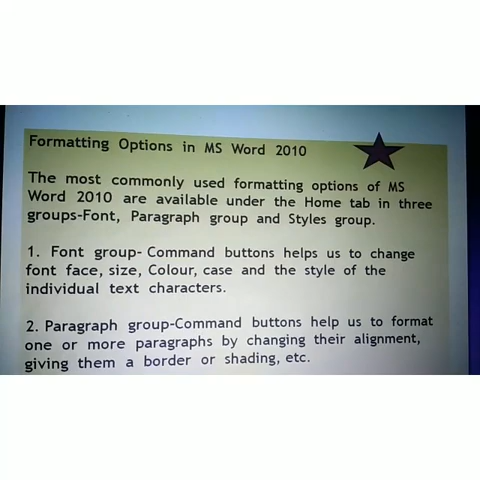 Formatting Options in MS Word 2010
The most commonly used formatting options of MS
Word 2010 are available under the Home tab in three
groups-Font, Paragraph group and Styles group.
1. Font group- Command buttons helps us to change
font face, size, Colour, case and the style of the
individual text characters.
2. Paragraph group-Command buttons help us to format
one or more paragraphs by changing their alignment,
giving them a border or shading, etc.